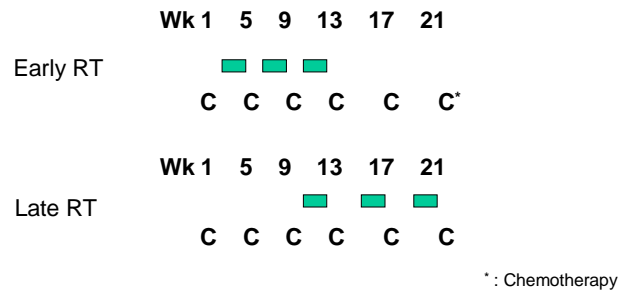 Wk 1 5 9 13 17 21
Early RT
C C C C C C*
Wk 1 5 9 13 17 21
Late RT
C C C C C C
* : Chemotherapy